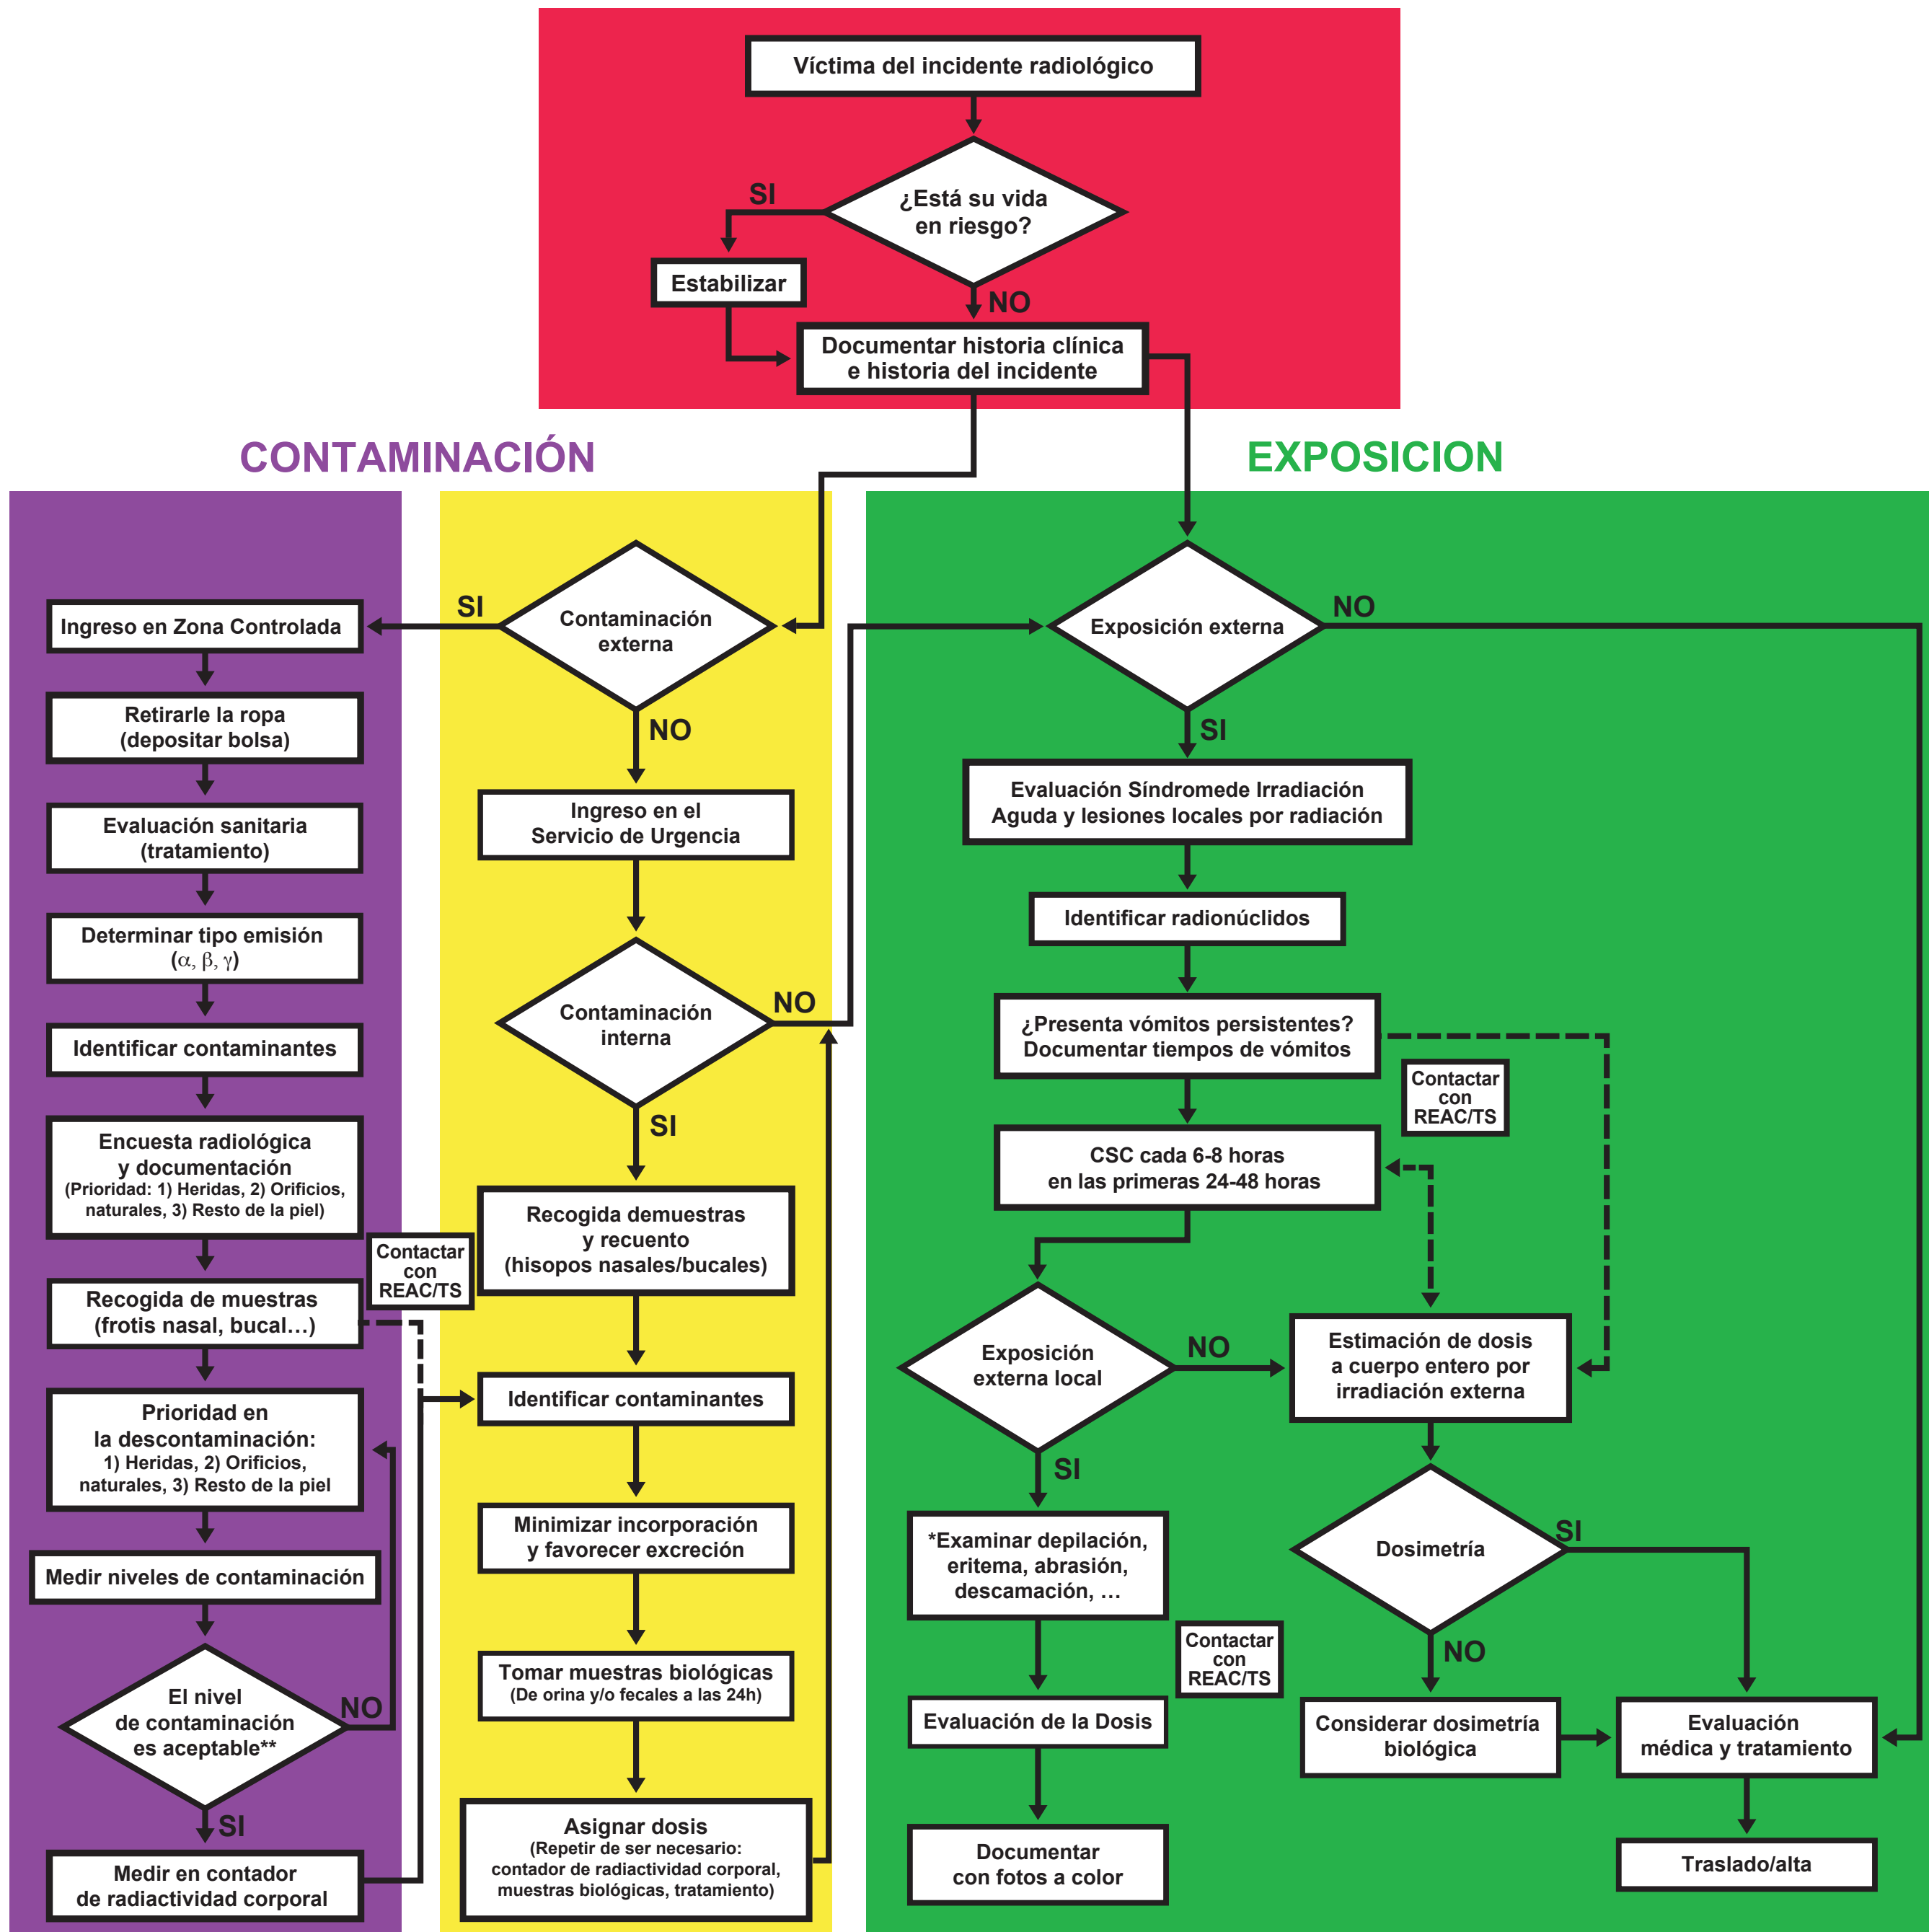 Víctima del incidente radiológico
¿Está su vida
en riesgo?
SI
Estabilizar
NO
Documentar historia clínica
e historia del incidente
CONTAMINACIÓN
EXPOSICION
Ingreso en Zona Controlada
Retirarle la ropa
(depositar bolsa)
Evaluación sanitaria
(tratamiento)
Determinar tipo emisión
(α, β, γ)
Identificar contaminantes
Encuesta radiológica
y documentación
(Prioridad: 1) Heridas, 2) Orificios,
naturales, 3) Resto de la piel)
Recogida de muestras
(frotis nasal, bucal…)
Contactar
con
REAC/TS
Prioridad en
la descontaminación:
1) Heridas, 2) Orificios,
naturales, 3) Resto de la piel
Medir niveles de contaminación
El nivel
de contaminación
es aceptable**
NO
SI
Medir en contador
de radiactividad corporal
SI
Contaminación
externa
NO
Ingreso en el
Servicio de Urgencia
Contaminación
interna
NO
SI
Recogida demuestras
y recuento
(hisopos nasales/bucales)
Identificar contaminantes
Minimizar incorporación
y favorecer excreción
Tomar muestras biológicas
(De orina y/o fecales a las 24h)
Asignar dosis
(Repetir de ser necesario:
contador de radiactividad corporal,
muestras biológicas, tratamiento)
Exposición externa
NO
SI
Evaluación Síndromede Irradiación
Aguda y lesiones locales por radiación
Identificar radionúclidos
¿Presenta vómitos persistentes?
Documentar tiempos de vómitos
Contactar
con
REAC/TS
CSC cada 6-8 horas
en las primeras 24-48 horas
Exposición
externa local
NO
SI
Estimación de dosis
a cuerpo entero por
irradiación externa
*Examinar depilación,
eritema, abrasión,
descamación, …
Dosimetría
SI
NO
Contactar
con
REAC/TS
Evaluación de la Dosis
Considerar dosimetría
biológica
Evaluación
médica y tratamiento
Documentar
con fotos a color
Traslado/alta